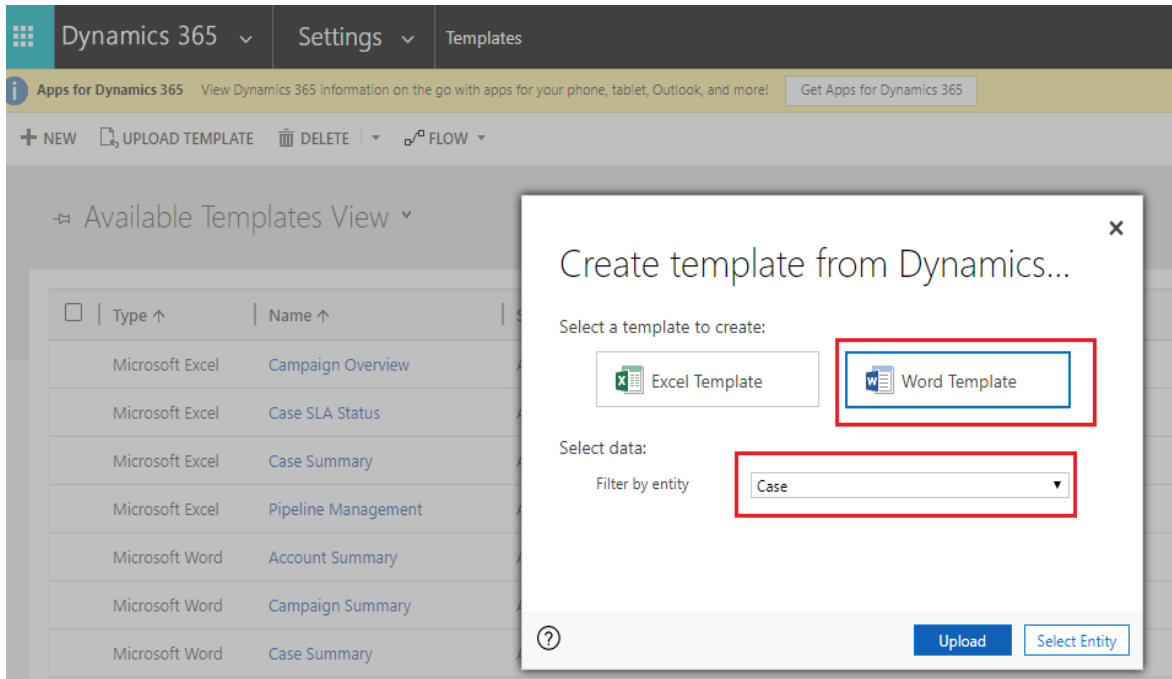 Dynamics 365 Settings Templates
Apps for Dynamics 365 View Dynamics 365 information on the go with apps for your phone, tablet, Outlook, and more! Get Apps for Dynamics 365
NEW UPLOAD TEMPLATE DELETE FLOW
Available Templates View
Type ↑ Name ↑
Microsoft Excel Campaign Overview
Microsoft Excel Case SLA Status
Microsoft Excel Case Summary
Microsoft Excel Pipeline Management
Microsoft Word Account Summary
Microsoft Word Campaign Summary
Microsoft Word Case Summary
Create template from Dynamics...
Select a template to create:
Excel Template Word Template
Select data:
Filter by entity Case
Upload Select Entity